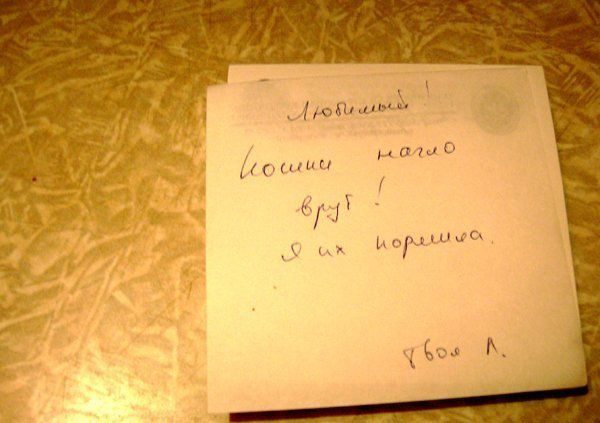 Любимый!
Кошки нагло
врут!
Я их кормила.
Твоя Л.